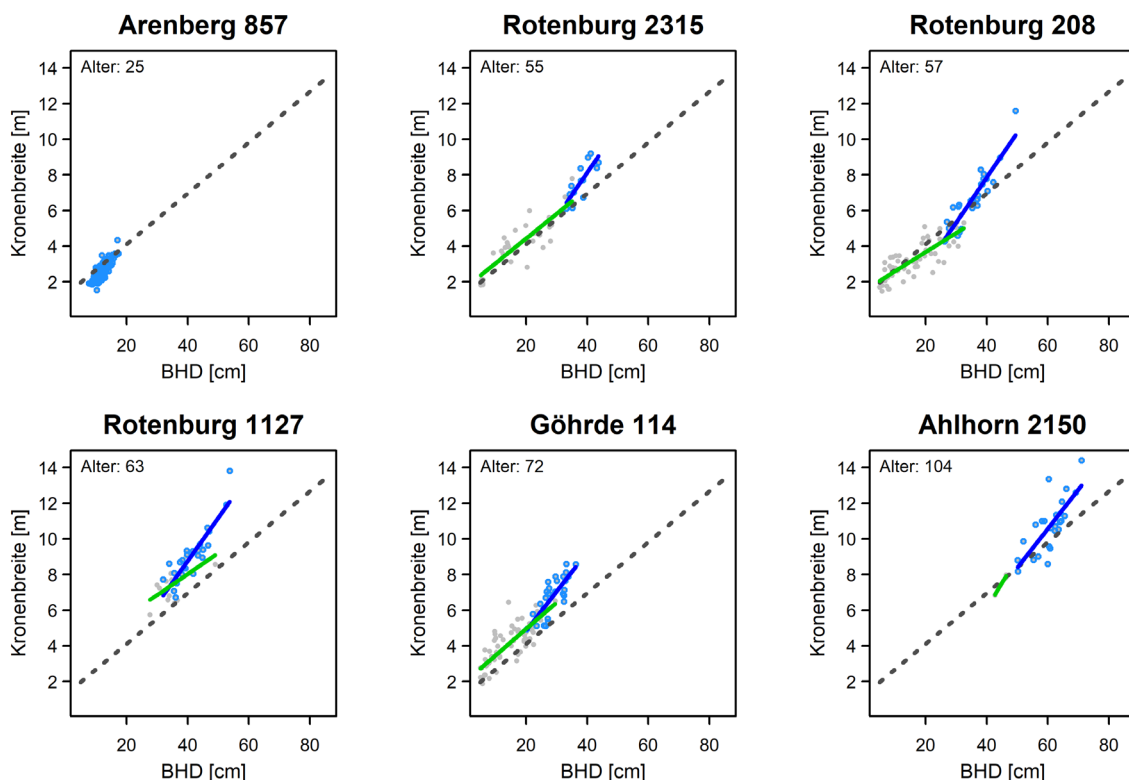 Arenberg 857
Alter: 25
Kronenbreite [m]
14
12
10
8
6
4
2
20 40 60 80
BHD [cm]
Rotenburg 2315
Alter: 55
Kronenbreite [m]
14
12
10
8
6
4
2
20 40 60 80
BHD [cm]
Rotenburg 208
Alter: 57
Kronenbreite [m]
14
12
10
8
6
4
2
20 40 60 80
BHD [cm]
Rotenburg 1127
Alter: 63
Kronenbreite [m]
14
12
10
8
6
4
2
20 40 60 80
BHD [cm]
Göhrde 114
Alter: 72
Kronenbreite [m]
14
12
10
8
6
4
2
20 40 60 80
BHD [cm]
Ahlhorn 2150
Alter: 104
Kronenbreite [m]
14
12
10
8
6
4
2
20 40 60 80
BHD [cm]